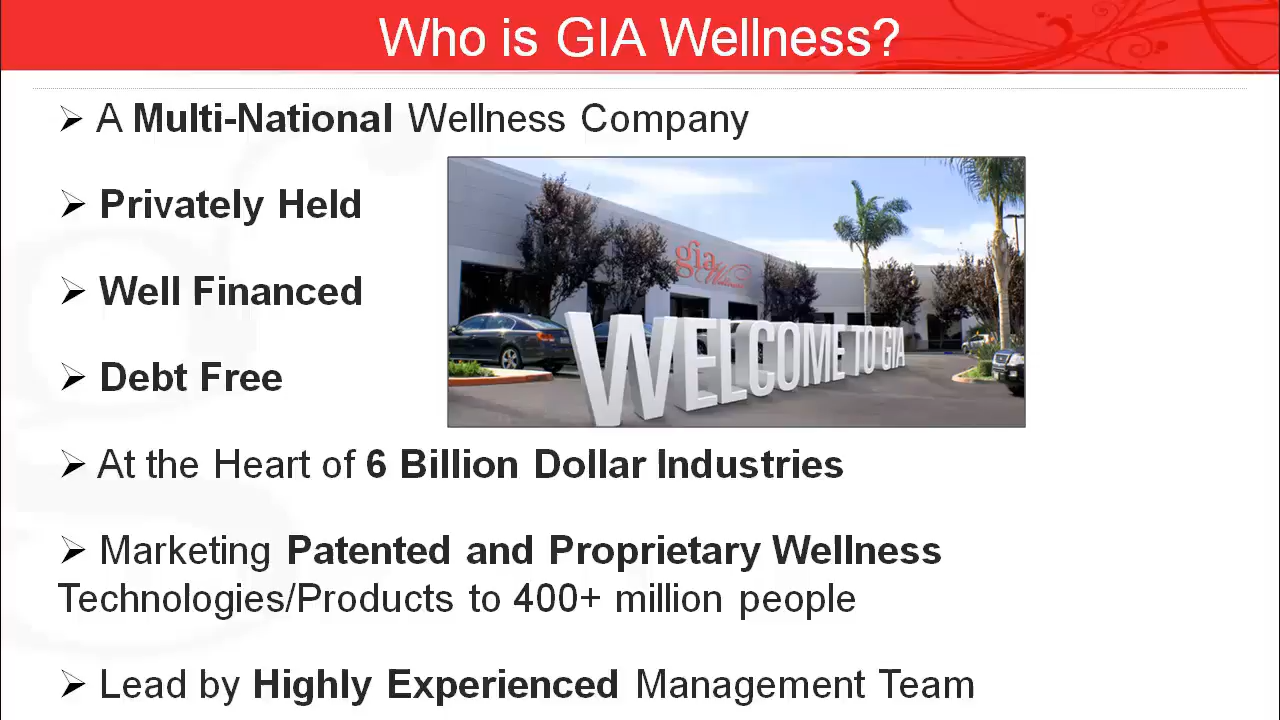 Who is GIA Wellness?
➢ A Multi-National Wellness Company
➢ Privately Held
gia
Wellness
➢ Well Financed
WELCOME TO GIA
➢ Debt Free
➢ At the Heart of 6 Billion Dollar Industries
➢ Marketing Patented and Proprietary Wellness
Technologies/Products to 400+ million people
➢ Lead by Highly Experienced Management Team